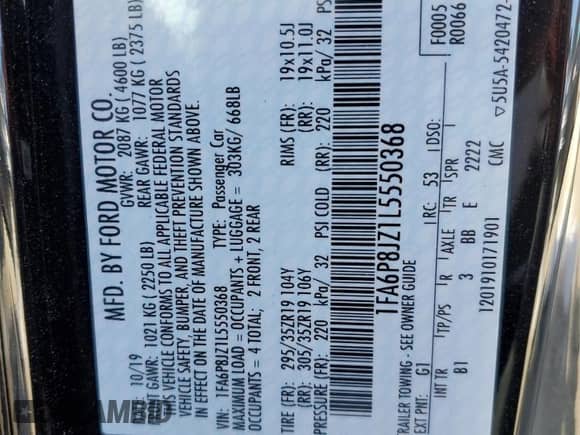 MFD. BY FORD MOTOR CO.
10/19 GVWR: 2087 KG ( 4600 LB)
FRONT GAWR: 1021 KG ( 2250 LB) REAR GAWR: 1077 KG ( 2375 LB)
THIS VEHICLE CONFORMS TO ALL APPLICABLE FEDERAL MOTOR
VEHICLE SAFETY, BUMPER, AND THEFT PREVENTION STANDARDS
IN EFFECT ON THE DATE OF MANUFACTURE SHOWN ABOVE.
VIN: 1FA6P8JZ1L5550368 TYPE: Passenger Car
MAXIMUM LOAD = OCCUPANTS + LUGGAGE = 303KG/ 668LB
OCCUPANTS = 4 TOTAL; 2 FRONT, 2 REAR
TIRE (FR): 295/35ZR19 104Y RIMS (FR): 19x10.5J
(RR): 305/35ZR19 106Y (RR): 19x11.0J
PRESSURE (FR): 220 kPa/ 32 PSI COLD (RR): 220 kPa/ 32 PS
1FA6P8JZ1L5550368
TRAILER TOWING - SEE OWNER GUIDE
F0005
R0066
EXT PNT: G1 RC: 53 DSO:
INT TR TP/PS R AXLE TR SPR
B1 3 BB E 2222
1201910171901 CMC ▽5U5A-5420472-